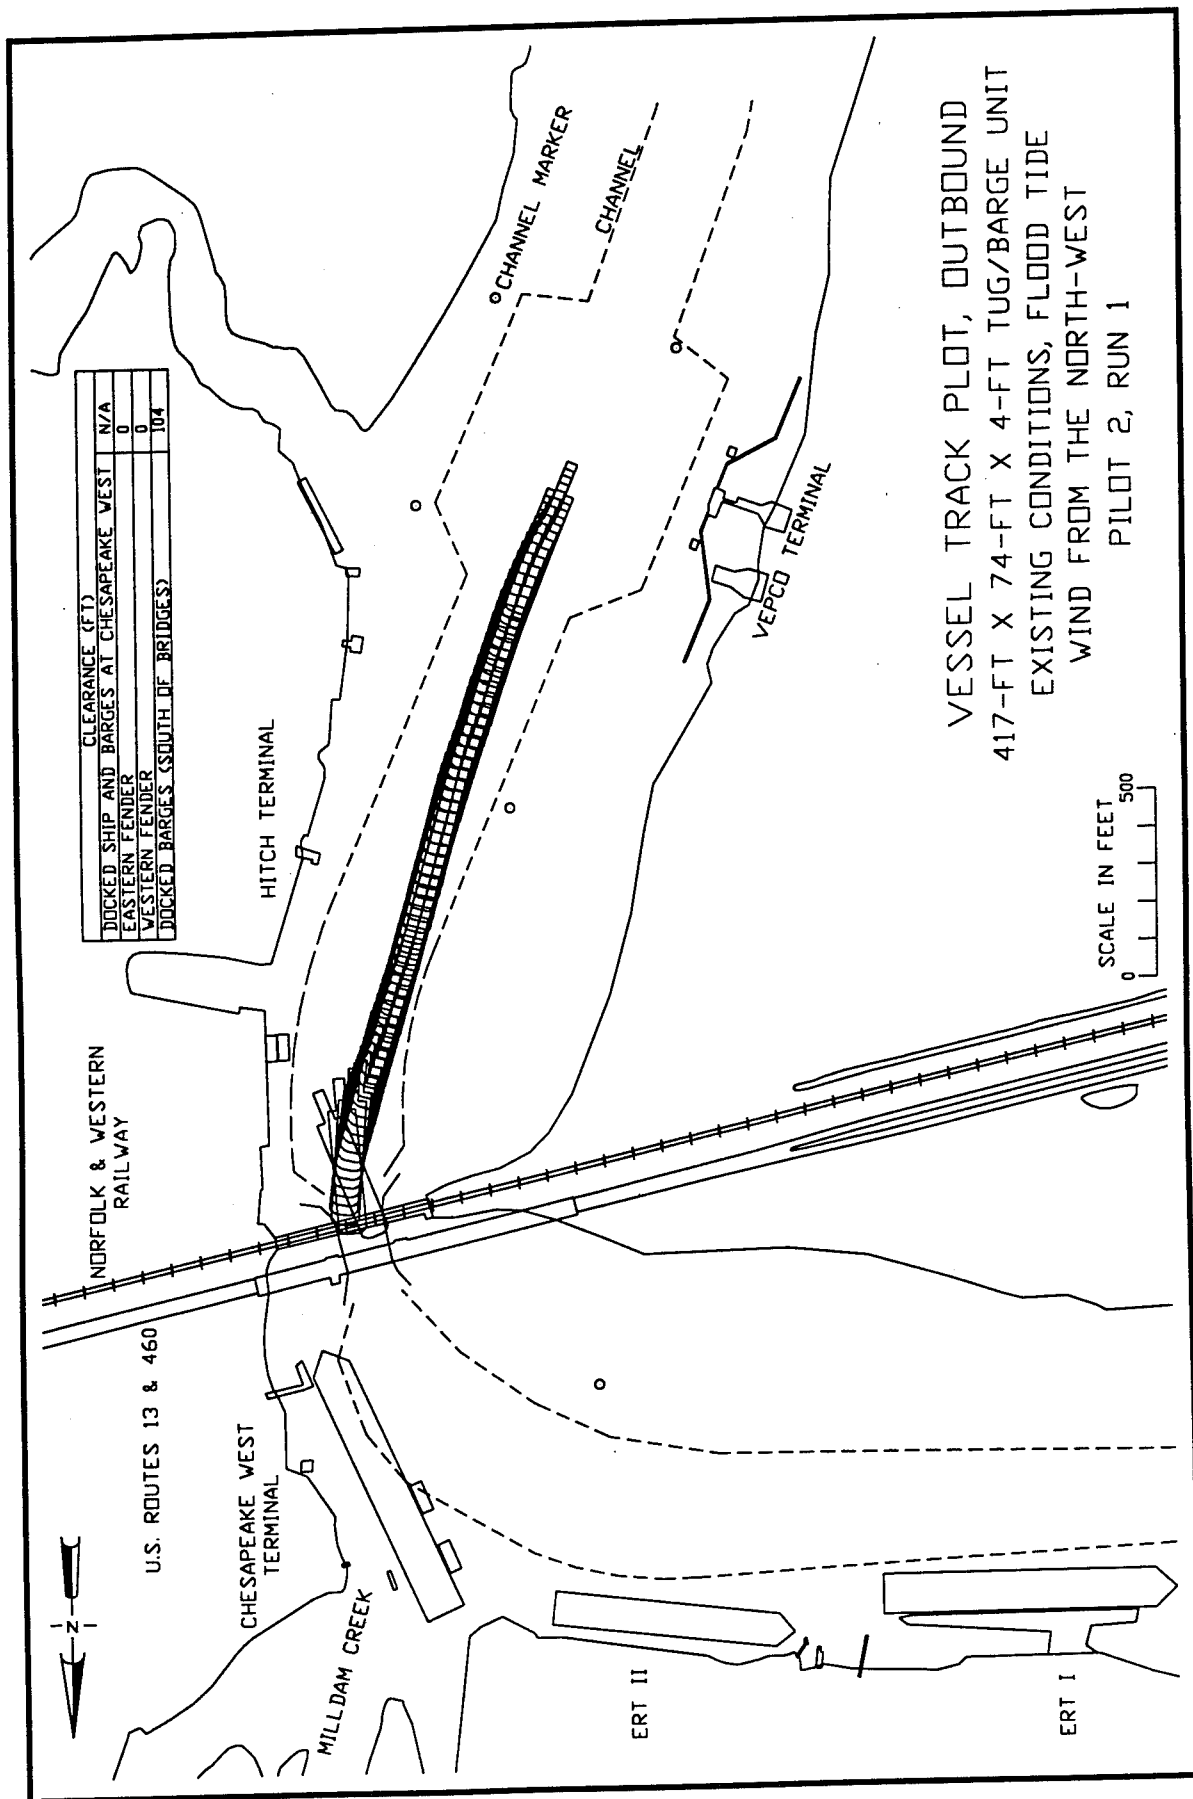 CLEARANCE (FT)
DOCKED SHIP AND BARGES AT CHESAPEAKE WEST N/A
EASTERN FENDER 0
WESTERN FENDER 0
DOCKED BARGES (SOUTH OF BRIDGES) 104
CHANNEL MARKER
CHANNEL
HITCH TERMINAL
VEPCO TERMINAL
NORFOLK & WESTERN
RAILWAY
U.S. ROUTES 13 & 460
CHESAPEAKE WEST
TERMINAL
MILLDAM CREEK
N
ERT II
ERT I
SCALE IN FEET
0 500
VESSEL TRACK PLOT, OUTBOUND
417-FT X 74-FT X 4-FT TUG/BARGE UNIT
EXISTING CONDITIONS, FLOOD TIDE
WIND FROM THE NORTH-WEST
PILOT 2, RUN 1